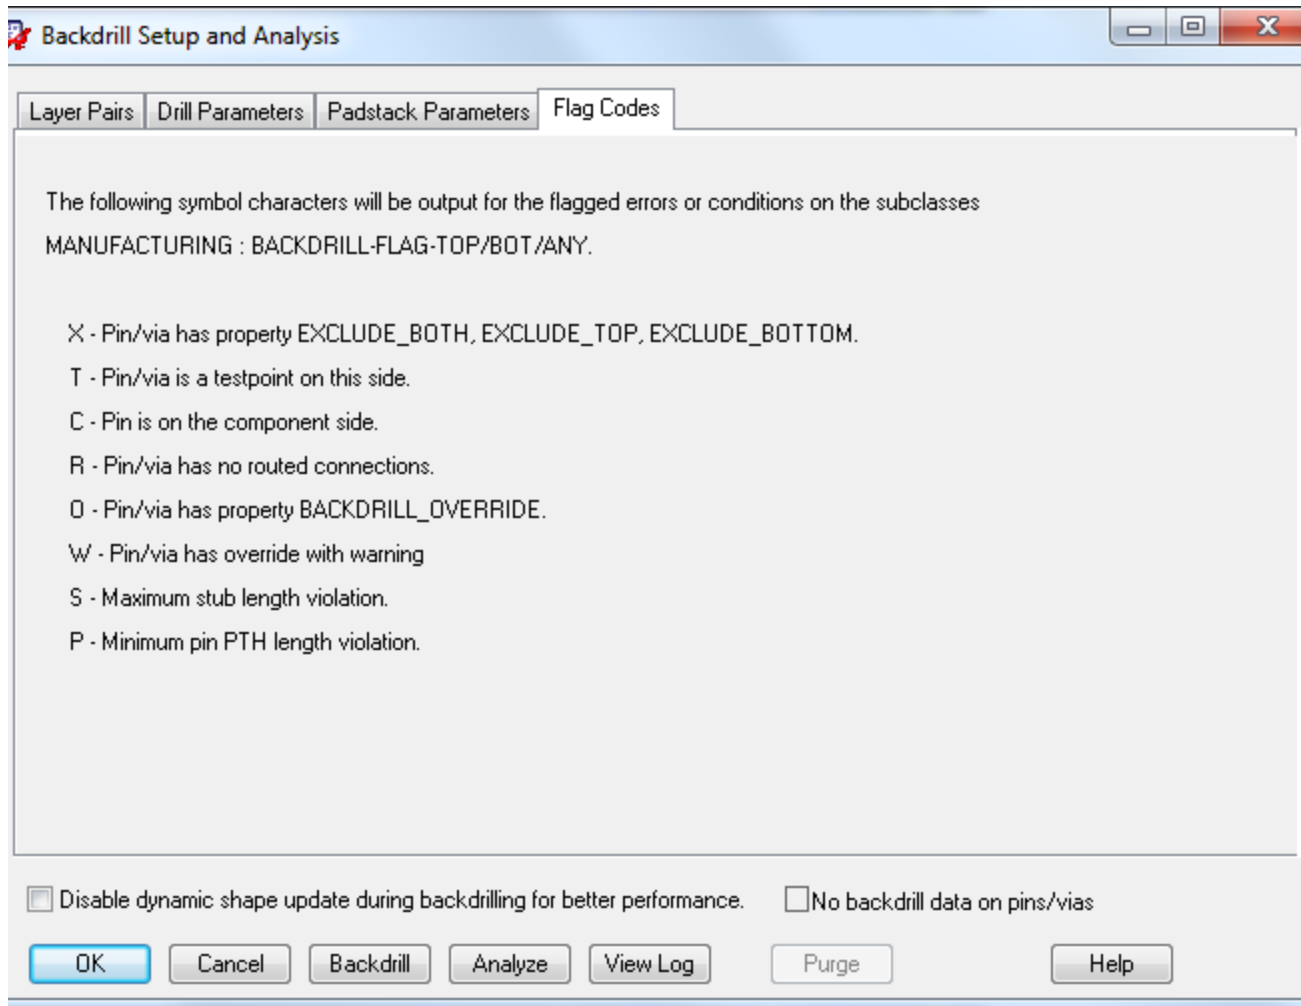 Backdrill Setup and Analysis
Layer Pairs Drill Parameters Padstack Parameters Flag Codes
The following symbol characters will be output for the flagged errors or conditions on the subclasses
MANUFACTURING : BACKDRILL-FLAG-TOP/BOT/ANY.
X - Pin/via has property EXCLUDE_BOTH, EXCLUDE_TOP, EXCLUDE_BOTTOM.
T - Pin/via is a testpoint on this side.
C - Pin is on the component side.
R - Pin/via has no routed connections.
O - Pin/via has property BACKDRILL_OVERRIDE.
W - Pin/via has override with warning
S - Maximum stub length violation.
P - Minimum pin PTH length violation.
Disable dynamic shape update during backdrilling for better performance. No backdrill data on pins/vias
OK Cancel Backdrill Analyze View Log Purge Help